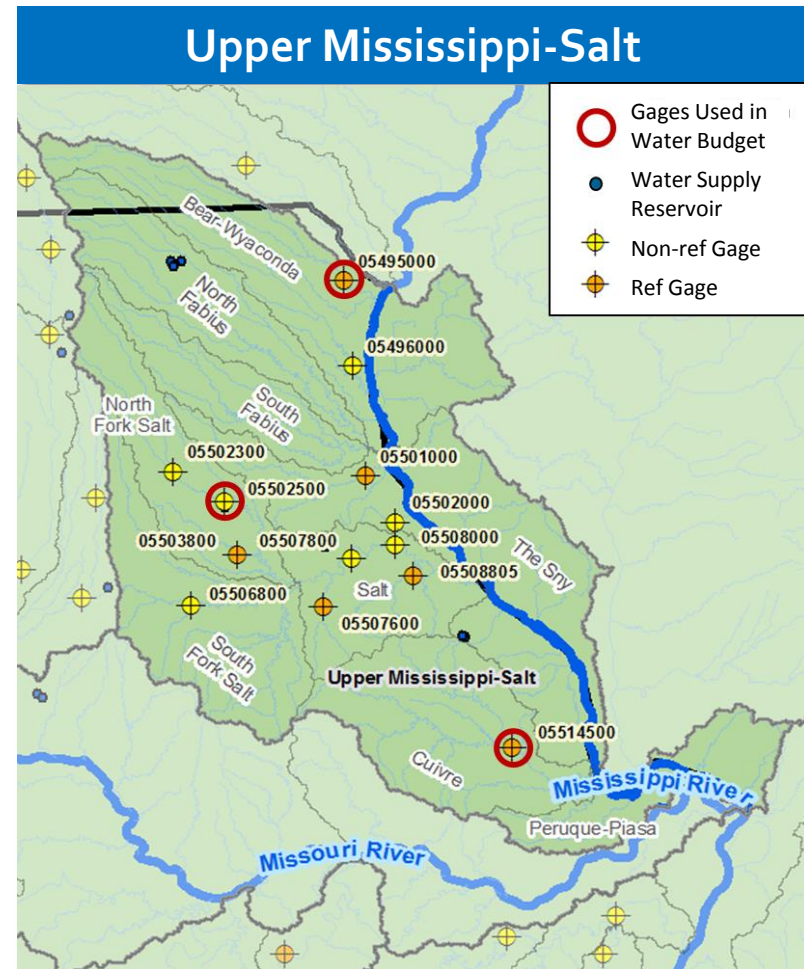 Upper Mississippi-Salt
Gages Used in
Water Budget
Water Supply
Reservoir
Non-ref Gage
Ref Gage
Bear-Wyaconda
05495000
North
Fabius
05496000
South
Fabius
North
Fork Salt
05502300
05501000
05502500
05502000
05503800
05507800
05508000
The Sny
05508805
Salt
05506800
05507600
South
Fork Salt
Upper Mississippi-Salt
05514500
Cuivre
Mississippi River
Peruque-Piasa
Missouri River